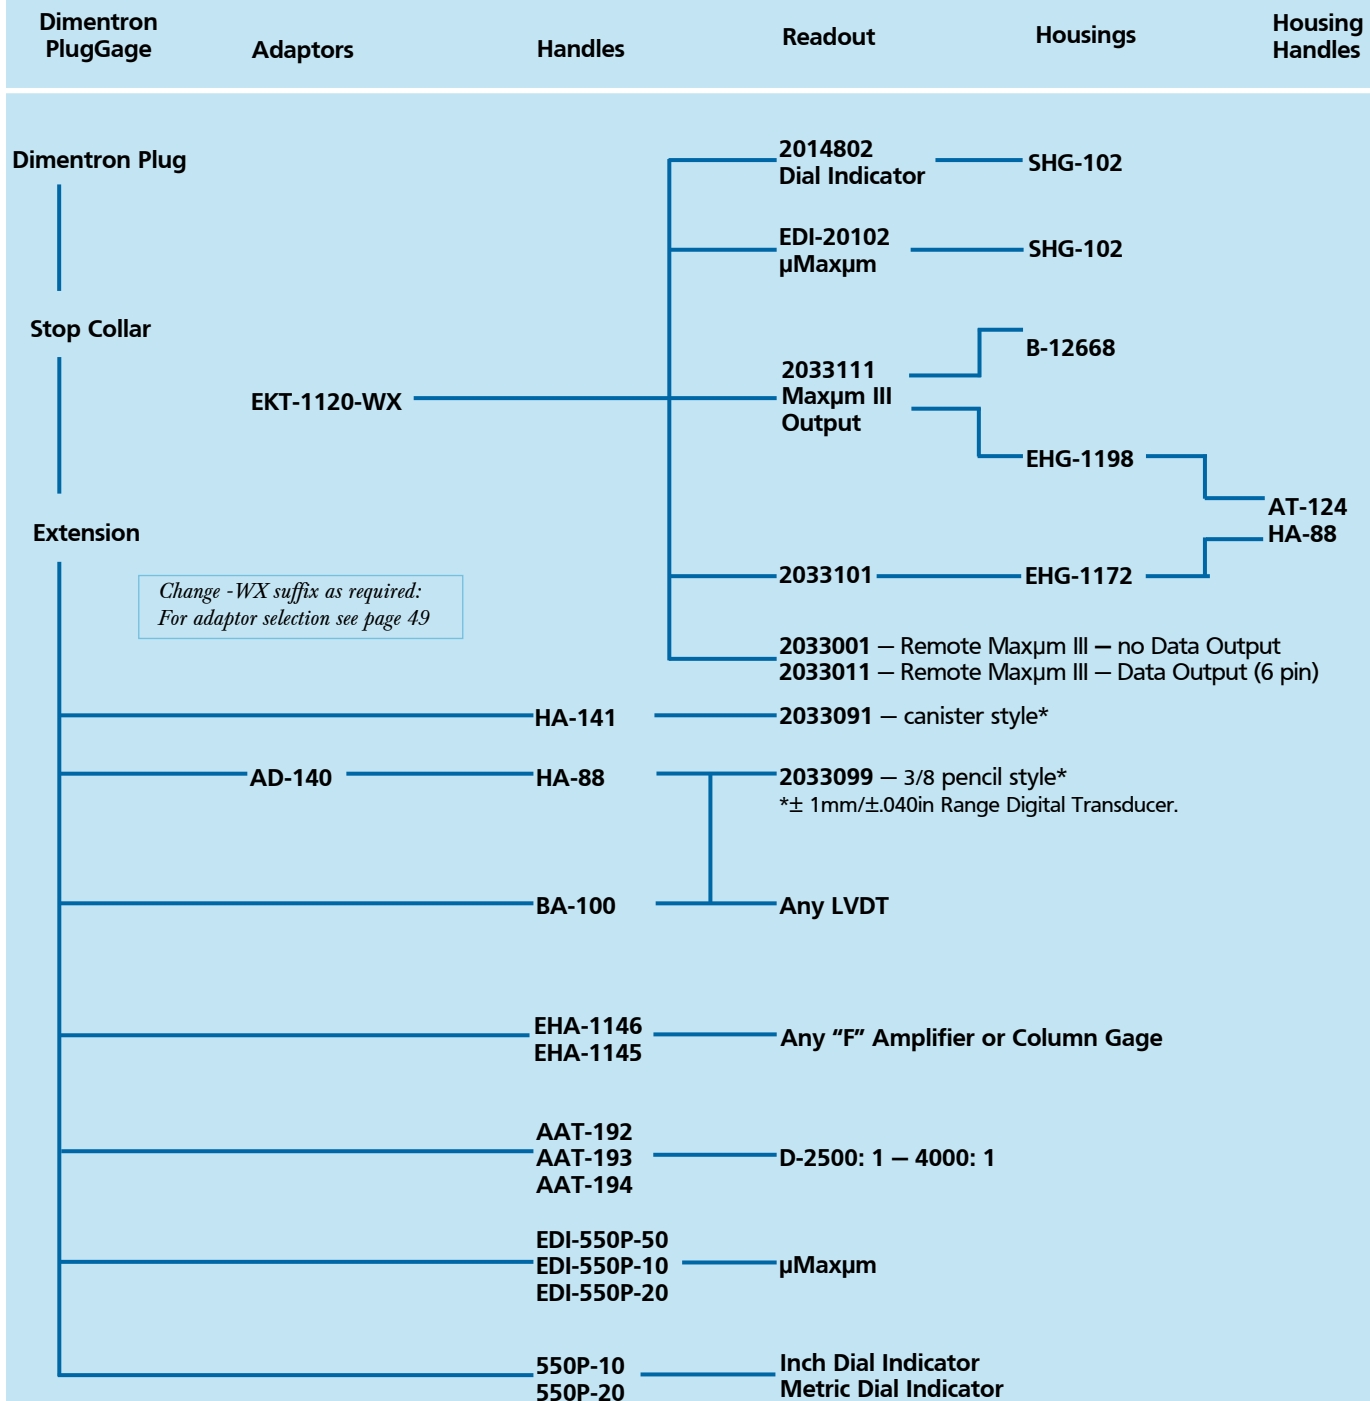 Dimentron
PlugGage
Adaptors
Handles
Readout
Housings
Housing
Handles
Dimentron Plug
2014802
Dial Indicator
SHG-102
EDI-20102
µMaxµm
SHG-102
Stop Collar
B-12668
2033111
Maxµm III
Output
EKT-1120-WX
EHG-1198
AT-124
HA-88
Extension
2033101
EHG-1172
Change -WX suffix as required:
For adaptor selection see page 49
2033001 – Remote Maxµm III – no Data Output
2033011 – Remote Maxµm III – Data Output (6 pin)
HA-141
2033091 – canister style*
AD-140
HA-88
2033099 – 3/8 pencil style*
*± 1mm/±.040in Range Digital Transducer.
BA-100
Any LVDT
EHA-1146
EHA-1145
Any “F” Amplifier or Column Gage
AAT-192
AAT-193
AAT-194
D-2500: 1 – 4000: 1
EDI-550P-50
EDI-550P-10
EDI-550P-20
µMaxµm
550P-10
550P-20
Inch Dial Indicator
Metric Dial Indicator